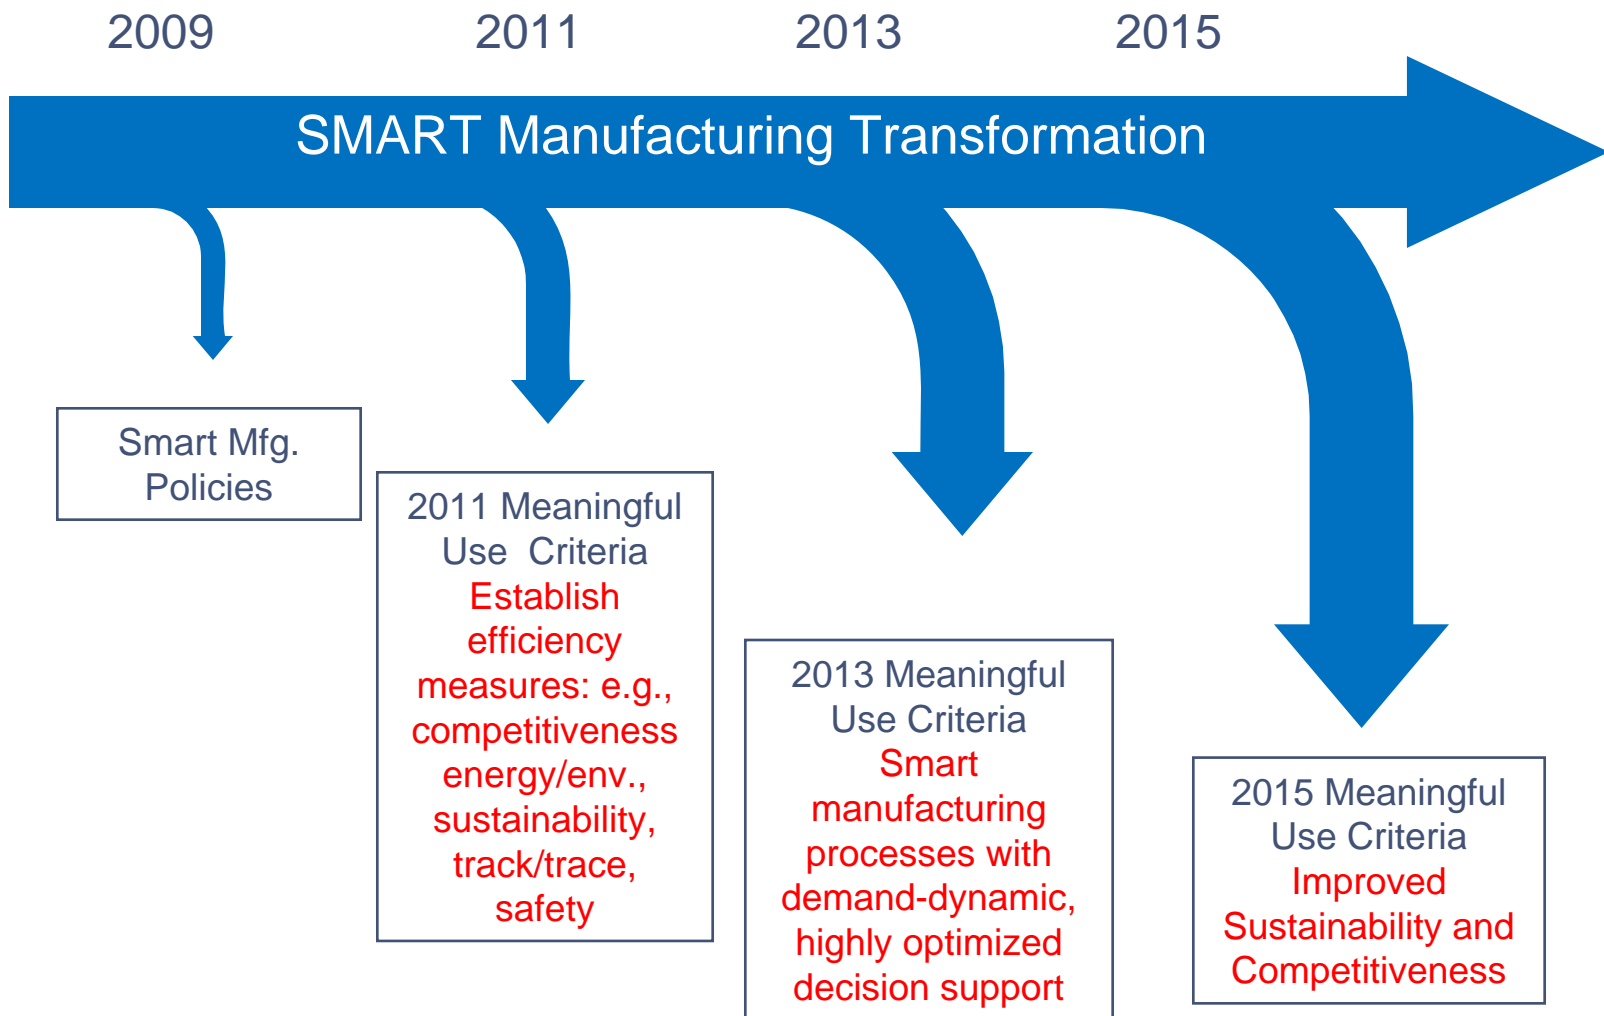 2009
2011
2013
2015
SMART Manufacturing Transformation
Smart Mfg.
Policies
2011 Meaningful
Use  Criteria
Establish
efficiency
measures: e.g.,
competitiveness
energy/env.,
sustainability,
track/trace,
safety
2013 Meaningful
Use Criteria
Smart
manufacturing
processes with
demand-dynamic,
highly optimized
decision support
2015 Meaningful
Use Criteria
Improved
Sustainability and
Competitiveness